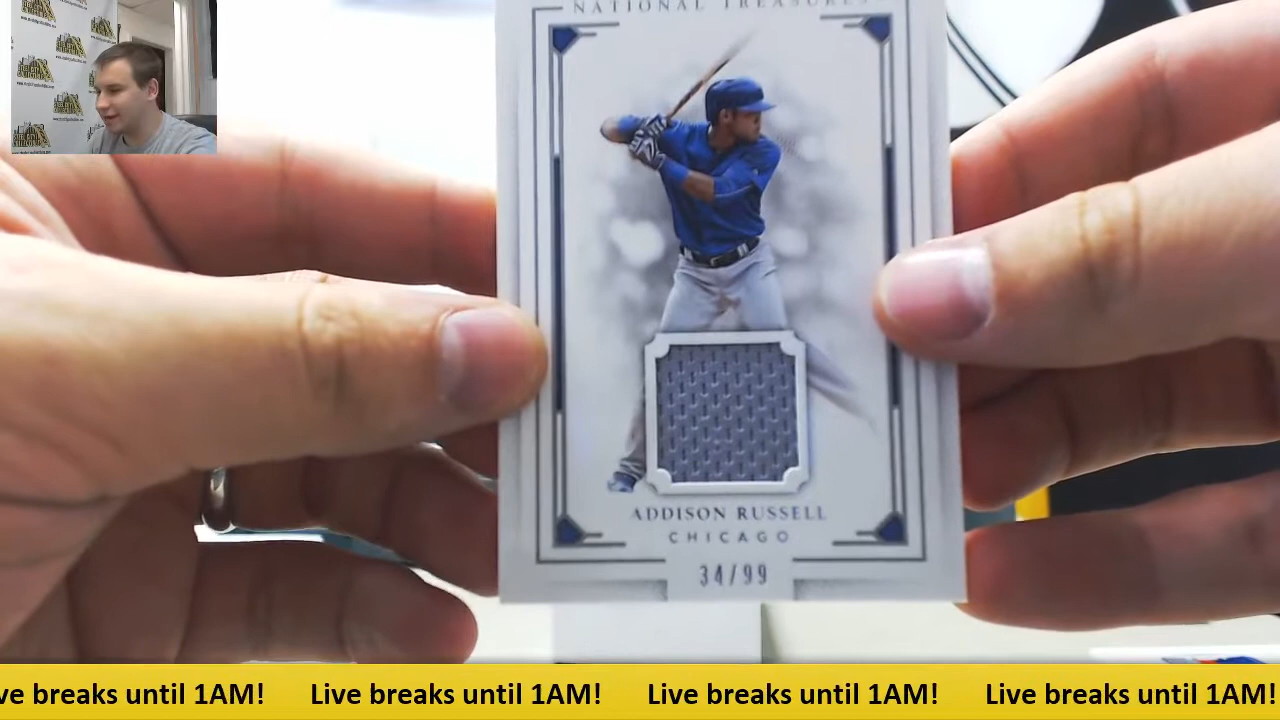 NATIONAL TREASURES
ADDISON RUSSELL
CHICAGO
34/99
ve breaks until 1AM! Live breaks until 1AM! Live breaks until 1AM! Live breaks until 1AM!